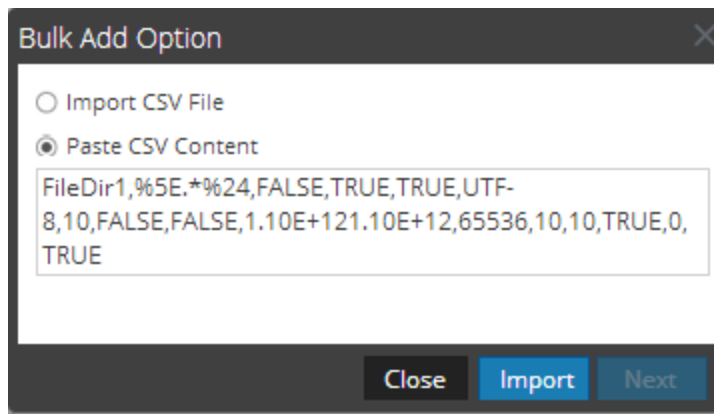 Bulk Add Option
Import CSV File
Paste CSV Content
FileDir1,%5E.*%24,FALSE,TRUE,TRUE,UTF-
8,10,FALSE,FALSE,1.10E+121.10E+12,65536,10,10,TRUE,0,
TRUE
Close Import Next